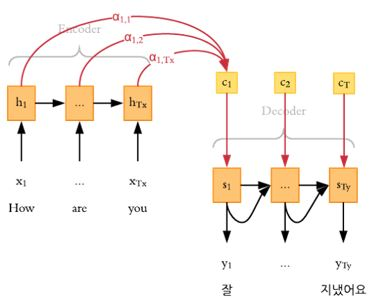 α1,1
Encoder
α1,2
α1,Tx
h1 ... hTx
c1 c2 cT
Decoder
x1 ... xTx
How are you
s1 ... sTy
y1 ... yTy
잘 지냈어요